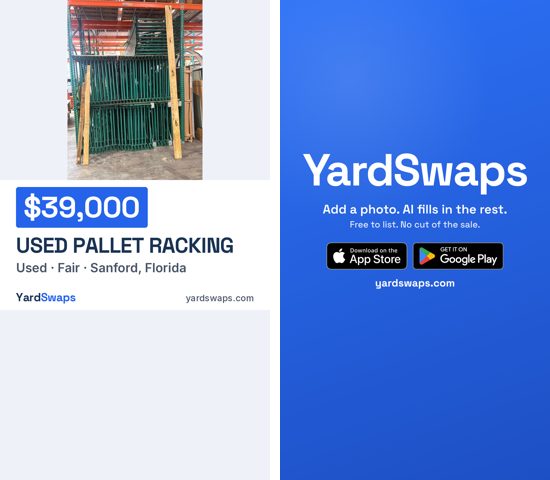 $39,000
USED PALLET RACKING
Used · Fair · Sanford, Florida
YardSwaps
yardswaps.com
YardSwaps
Add a photo. AI fills in the rest.
Free to list. No cut of the sale.
Download on the
App Store
GET IT ON
Google Play
yardswaps.com